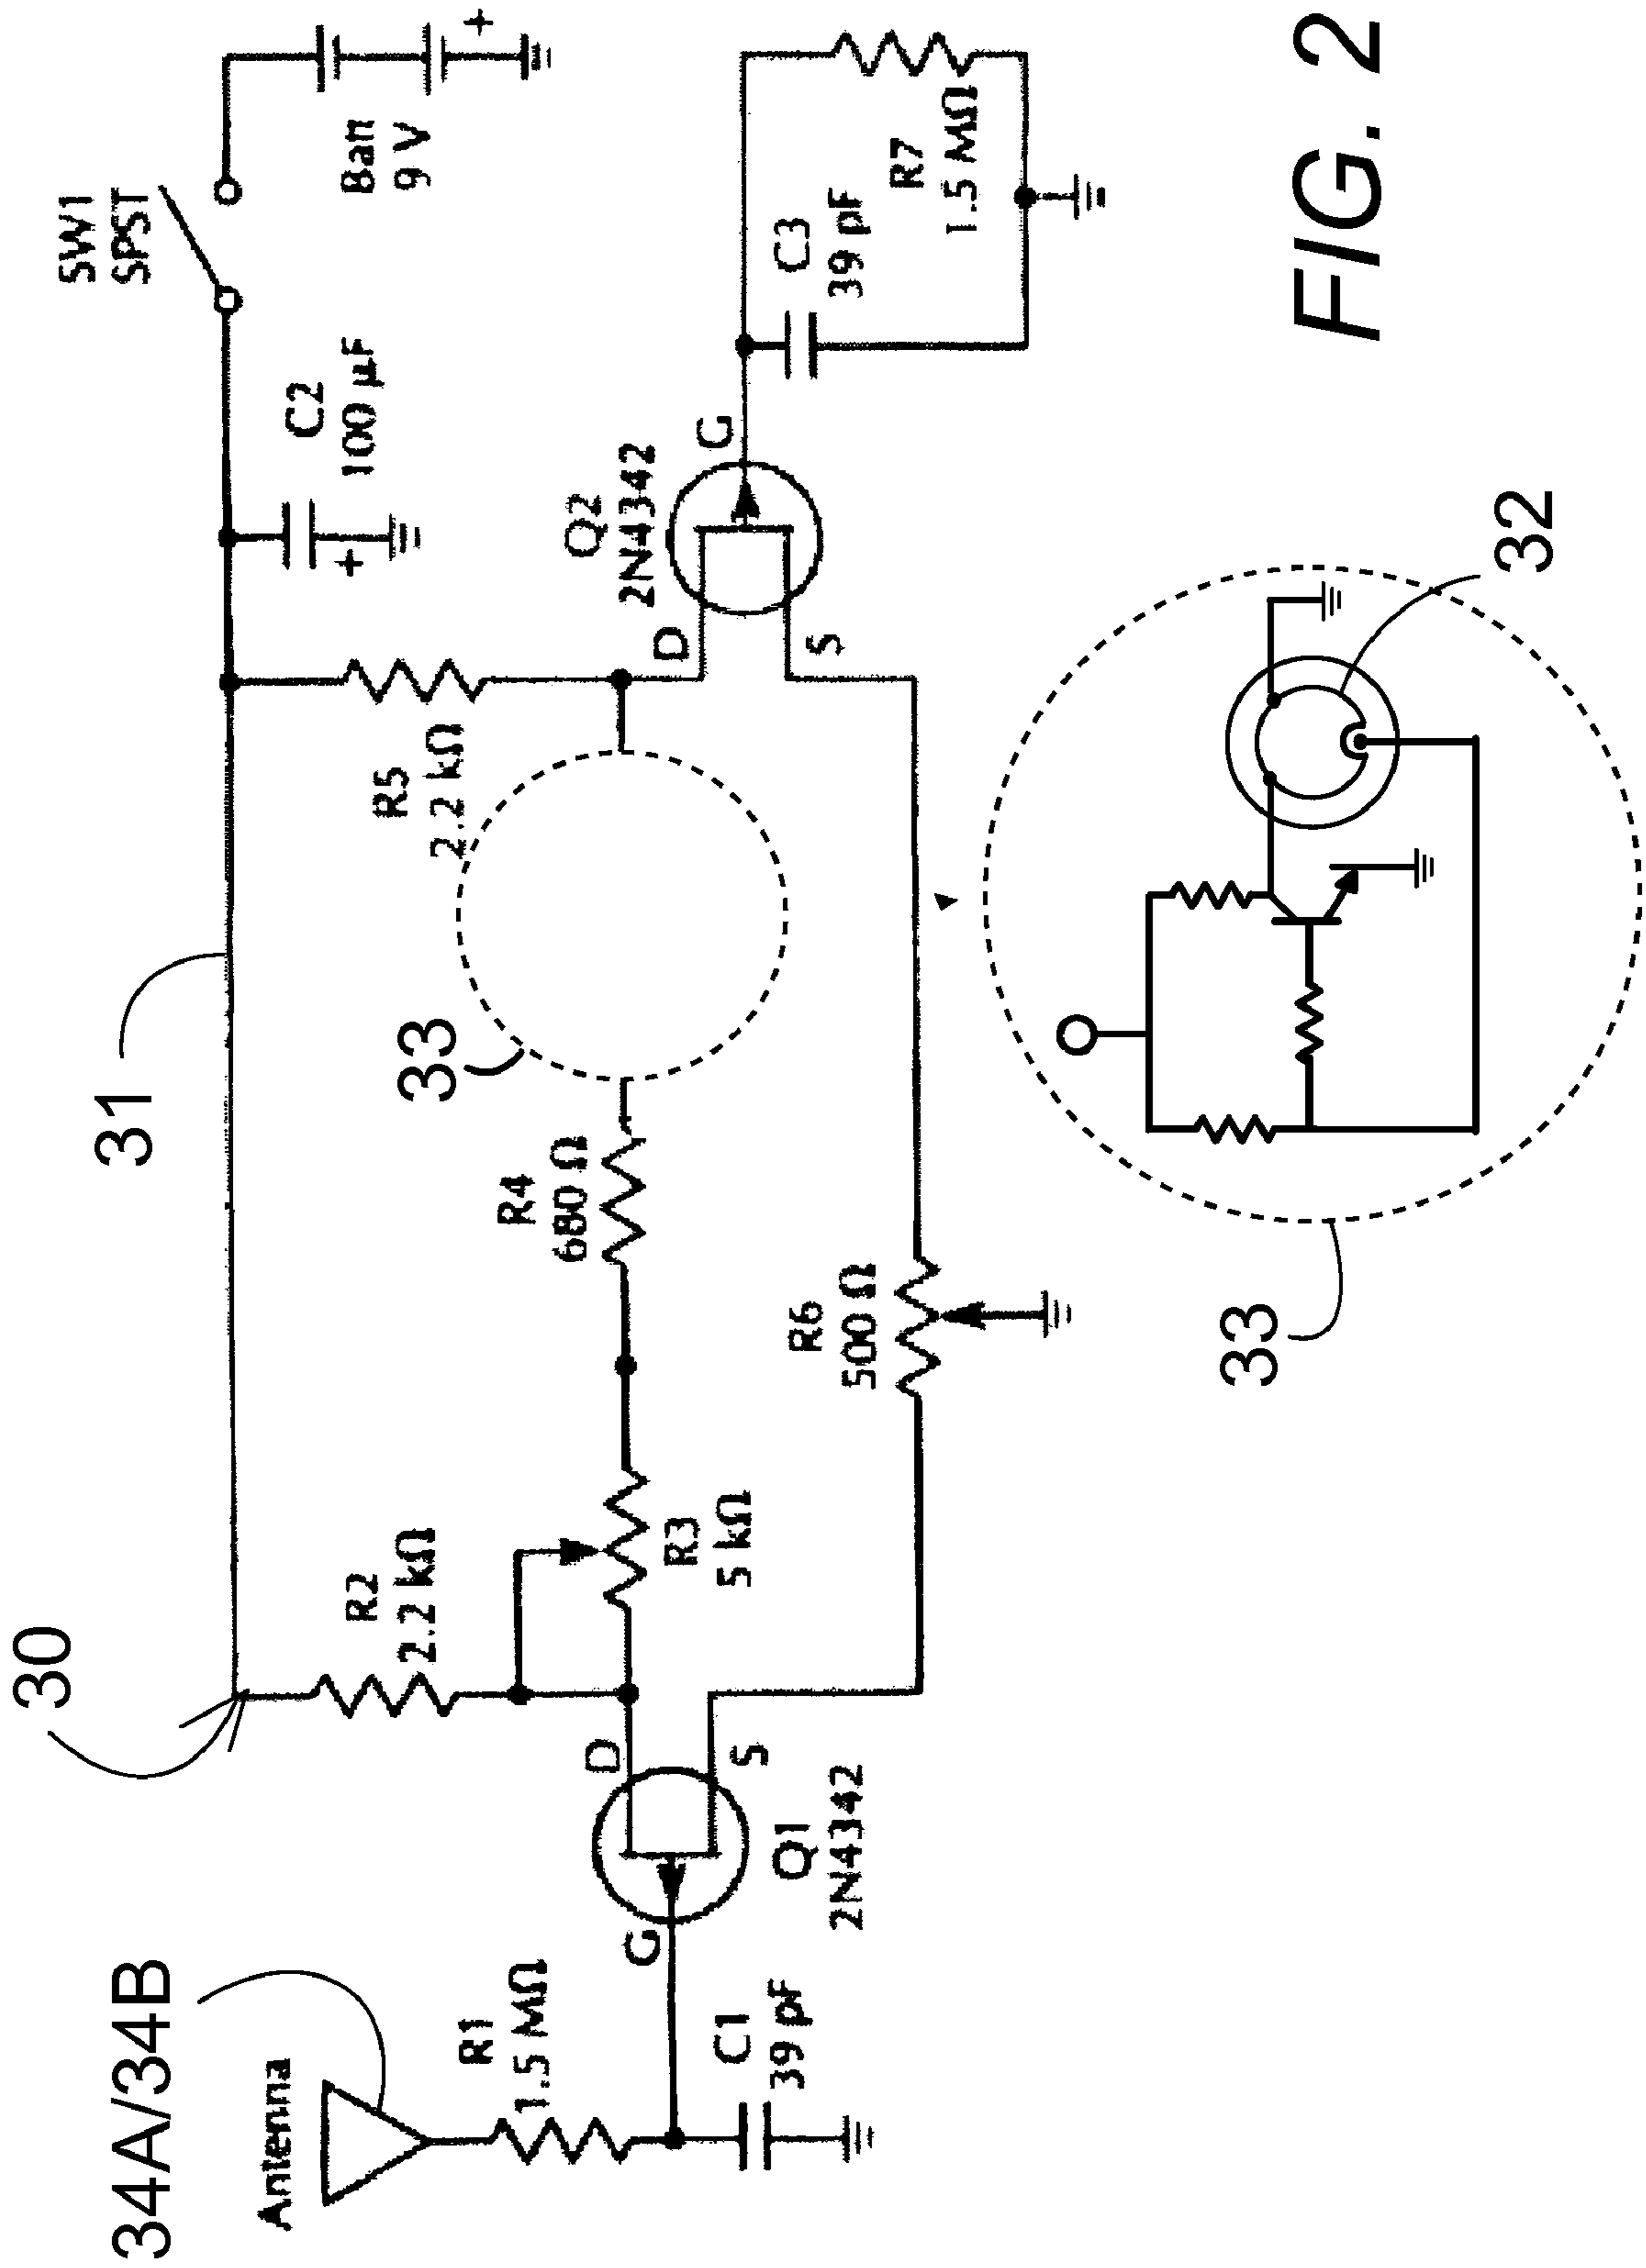 30
31
34A/34B
Antenna
R1
1.5 MΩ
C1
39 pF
G
D
S
Q1
2N4342
R2
2.2 kΩ
R3
5 kΩ
R4
680 Ω
33
R5
2.2 kΩ
R6
500 Ω
D
S
G
Q2
2N4342
C2
100 µF
+
SW1
SPST
Batt
9 V
+
C3
39 pF
R7
1.5 MΩ
33
32
FIG. 2